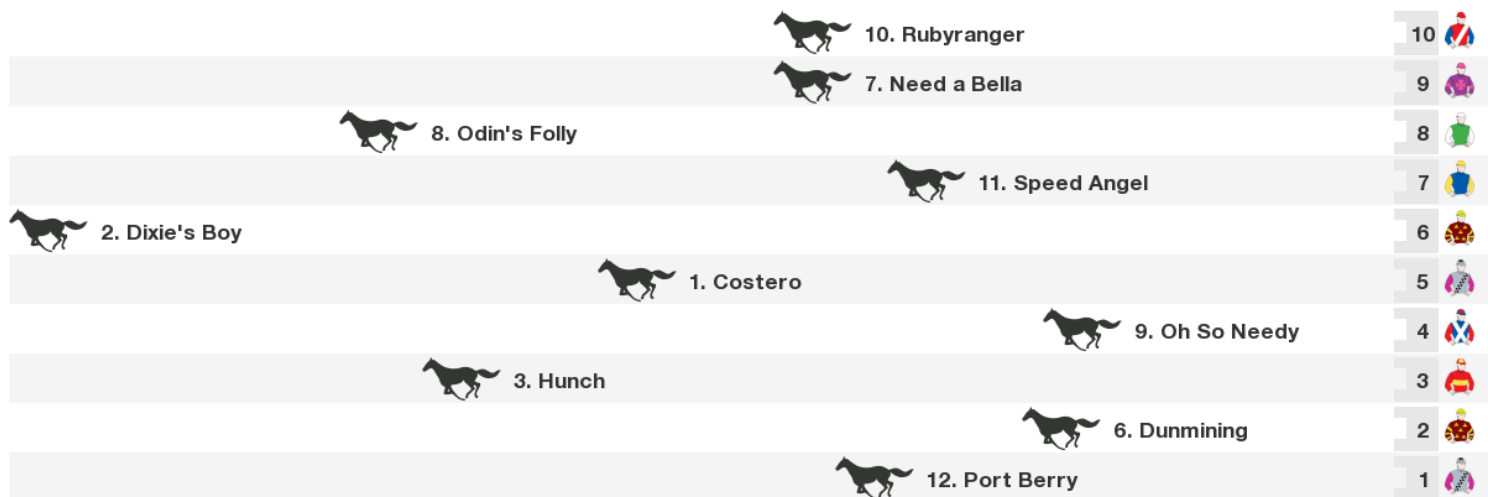 10. Rubyranger 10
7. Need a Bella 9
8. Odin's Folly 8
11. Speed Angel 7
2. Dixie's Boy 6
1. Costero 5
9. Oh So Needy 4
3. Hunch 3
6. Dunmining 2
12. Port Berry 1